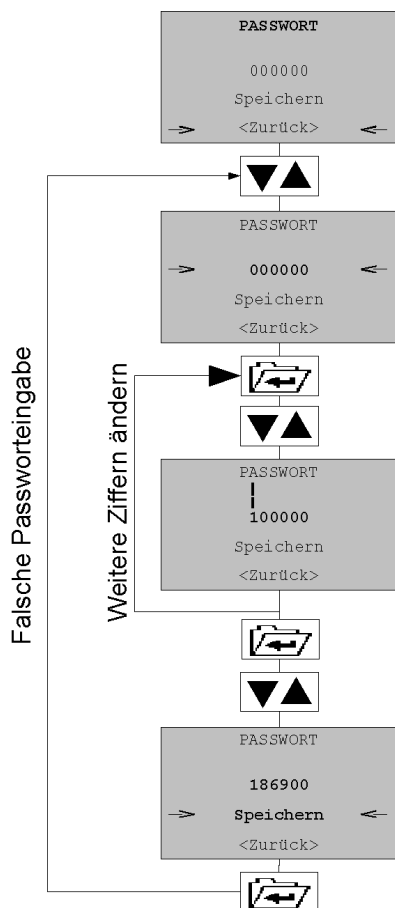 PASSWORT
000000
Speichern
<Zurück>
PASSWORT
000000
Speichern
<Zurück>
PASSWORT
100000
Speichern
<Zurück>
PASSWORT
186900
Speichern
<Zurück>
Falsche Passworteingabe
Weitere Ziffern ändern